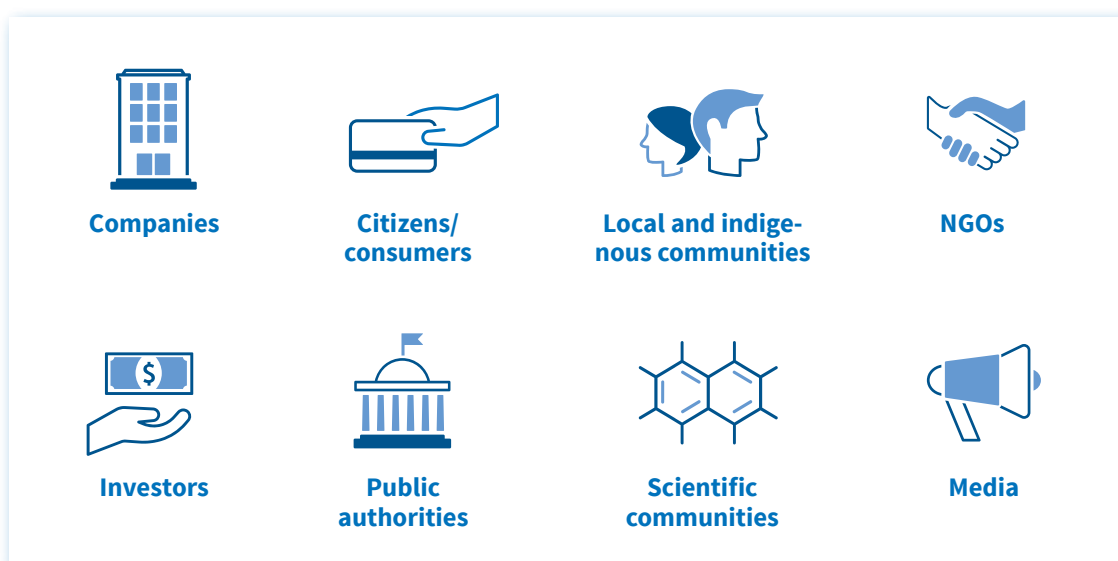 Companies
Citizens/
consumers
Local and indige-
nous communities
NGOs
$
Investors
Public
authorities
Scientific
communities
Media